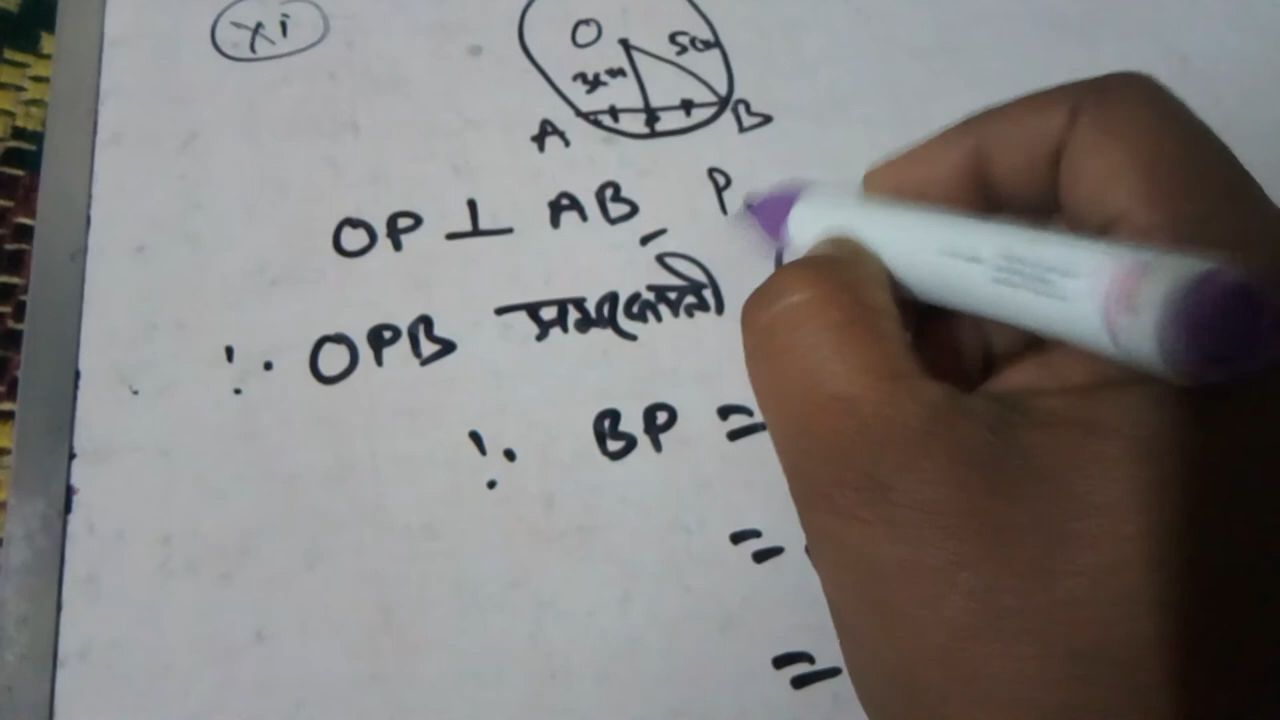 xi
O
5cm
3cm
A
B
OP ⊥ AB, P
∴ OPB সমকোণী
∴ BP =
=
=